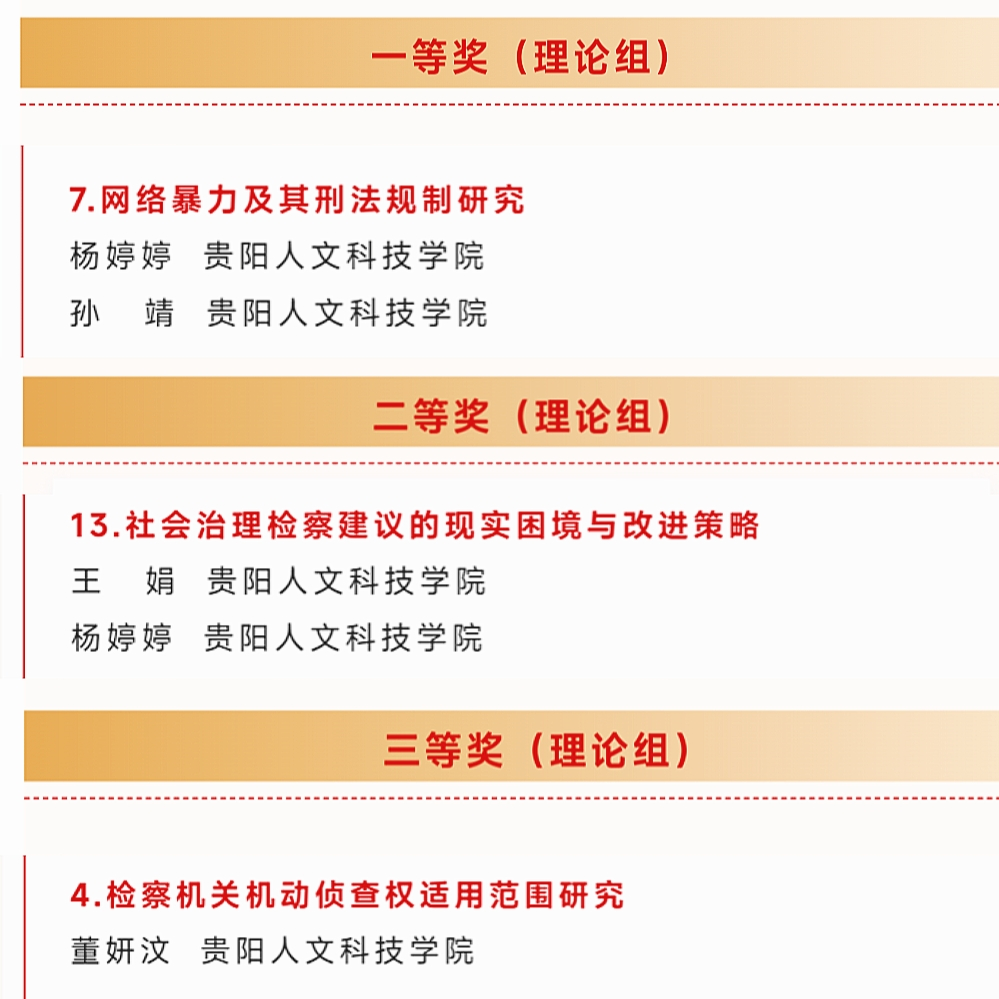 一等奖（理论组）
7.网络暴力及其刑法规制研究
杨婷婷 贵阳人文科技学院
孙 靖 贵阳人文科技学院
二等奖（理论组）
13.社会治理检察建议的现实困境与改进策略
王 娟 贵阳人文科技学院
杨婷婷 贵阳人文科技学院
三等奖（理论组）
4.检察机关机动侦查权适用范围研究
董妍汶 贵阳人文科技学院